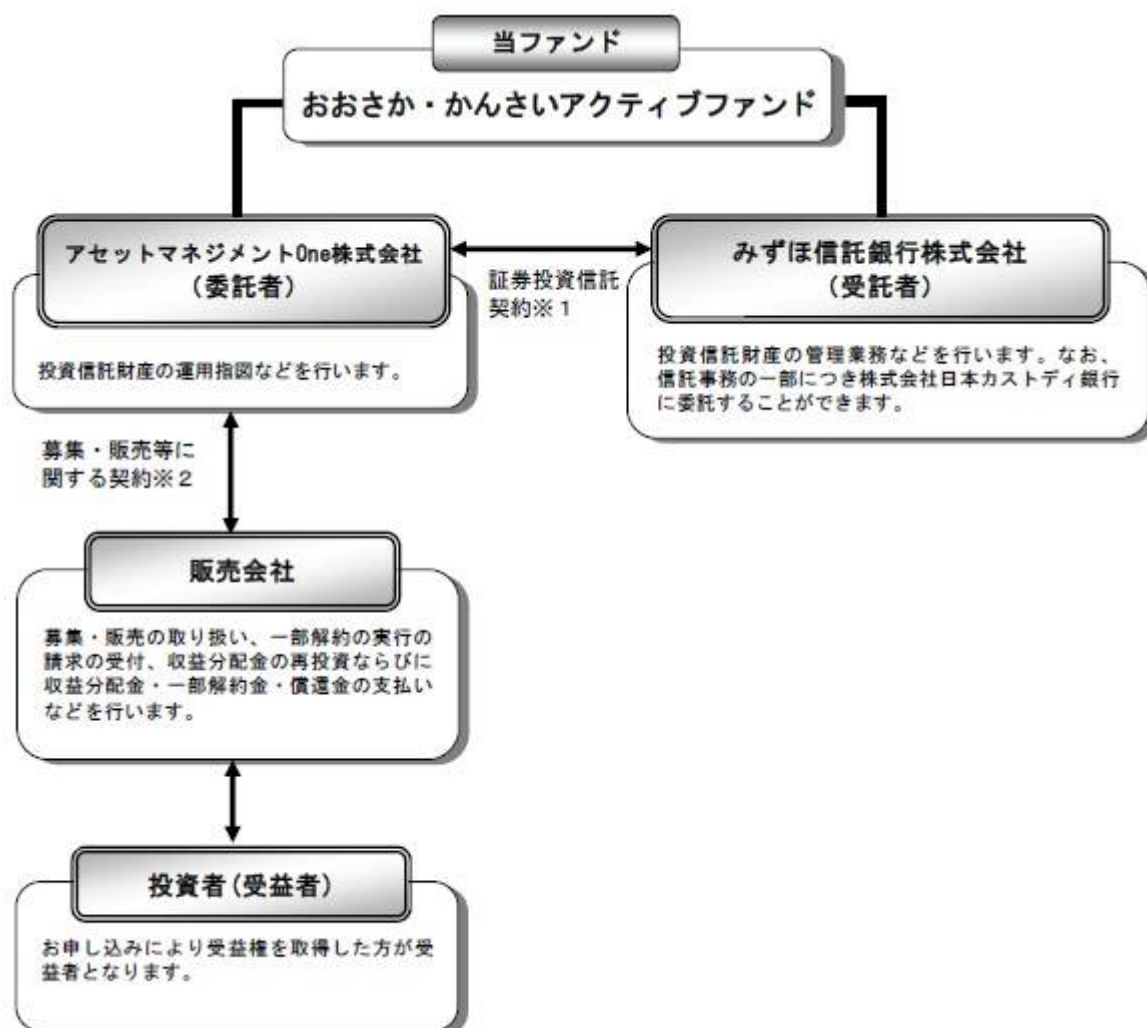 当ファンド
おおさか・かんさいアクティブファンド
アセットマネジメントOne株式会社
（委託者）
投資信託財産の運用指図などを行います。
証券投資信託
契約※１
みずほ信託銀行株式会社
（受託者）
投資信託財産の管理業務などを行います。なお、
信託事務の一部につき株式会社日本カストディ銀行
に委託することができます。
募集・販売等に
関する契約※２
販売会社
募集・販売の取り扱い、一部解約の実行の
請求の受付、収益分配金の再投資ならびに
収益分配金・一部解約金・償還金の支払い
などを行います。
投資者(受益者)
お申し込みにより受益権を取得した方が受
益者となります。